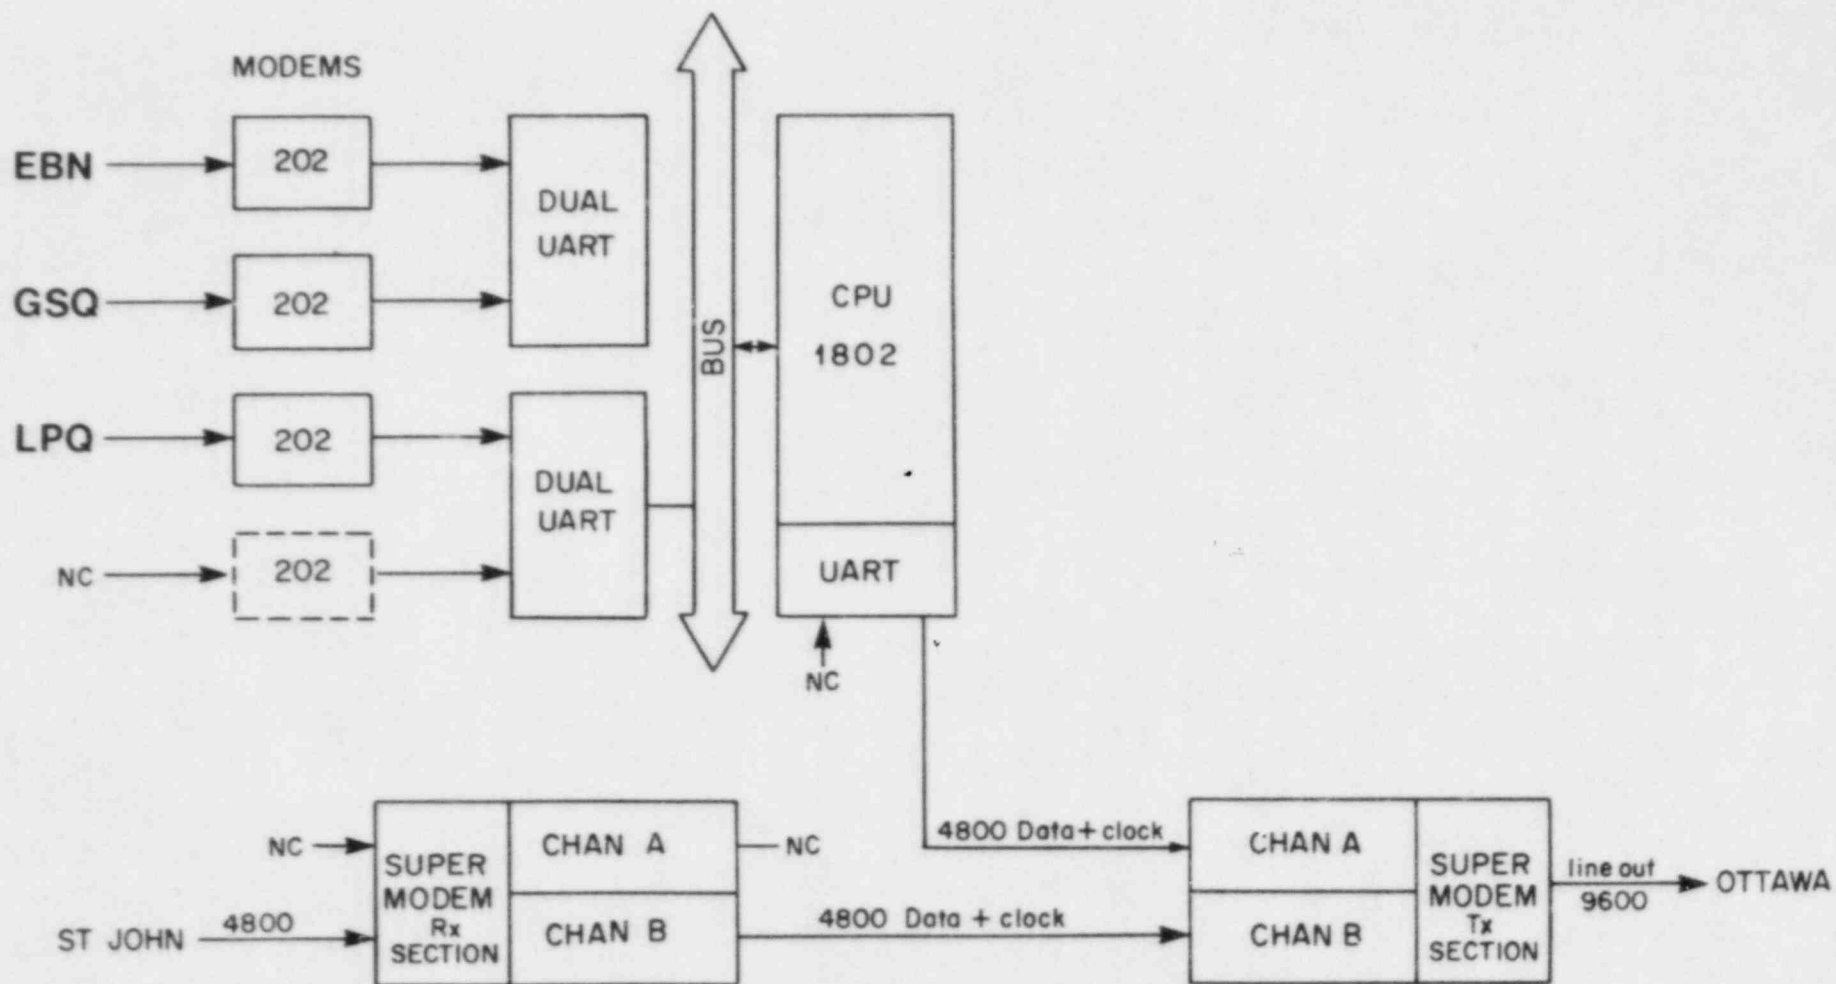 MODEMS
EBN
202
DUAL
UART
GSQ
202
LPQ
202
DUAL
UART
NC
202
BUS
CPU
1802
UART
NC
NC
SUPER
MODEM
Rx
SECTION
CHAN A
NC
ST JOHN
4800
CHAN B
4800 Data+clock
4800 Data + clock
CHAN A
CHAN B
SUPER
MODEM
Tx
SECTION
line out
9600
OTTAWA